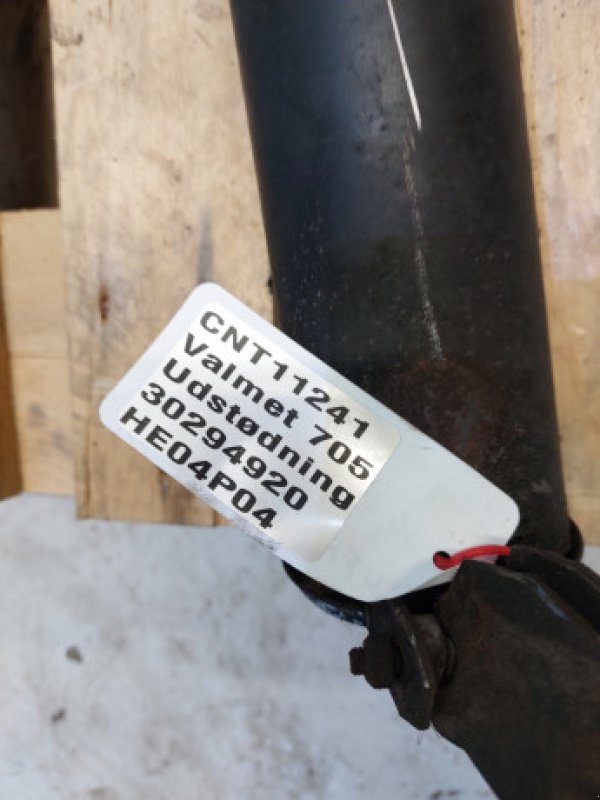 CNT11241
Valmet 705
Udstødning
30294920
HE04P04